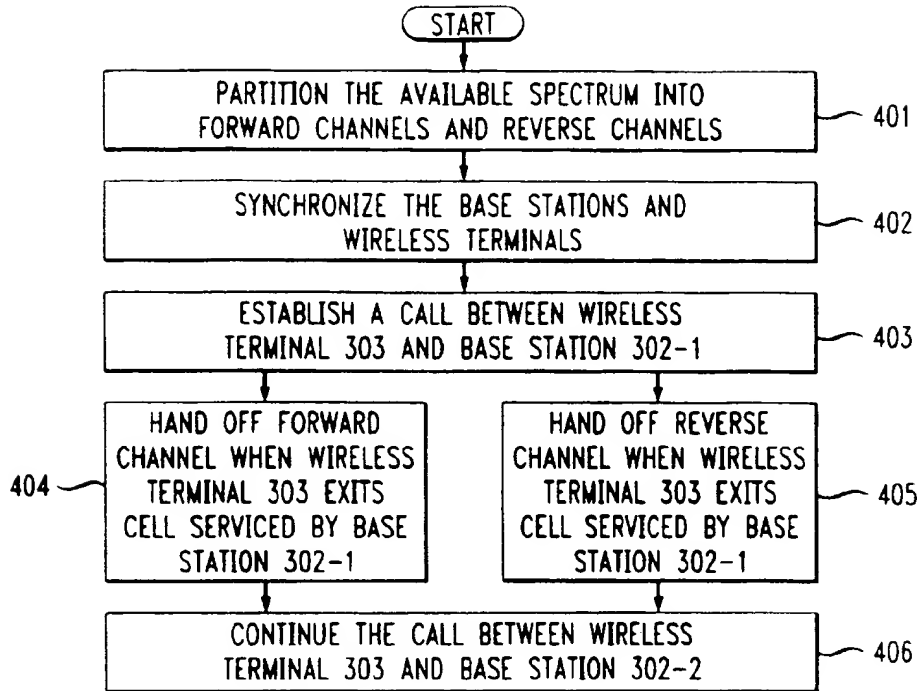 START
PARTITION THE AVAILABLE SPECTRUM INTO
FORWARD CHANNELS AND REVERSE CHANNELS
401
SYNCHRONIZE THE BASE STATIONS AND
WIRELESS TERMINALS
402
ESTABLISH A CALL BETWEEN WIRELESS
TERMINAL 303 AND BASE STATION 302-1
403
HAND OFF FORWARD
CHANNEL WHEN WIRELESS
TERMINAL 303 EXITS
CELL SERVICED BY BASE
STATION 302-1
404
HAND OFF REVERSE
CHANNEL WHEN WIRELESS
TERMINAL 303 EXITS
CELL SERVICED BY BASE
STATION 302-1
405
CONTINUE THE CALL BETWEEN WIRELESS
TERMINAL 303 AND BASE STATION 302-2
406